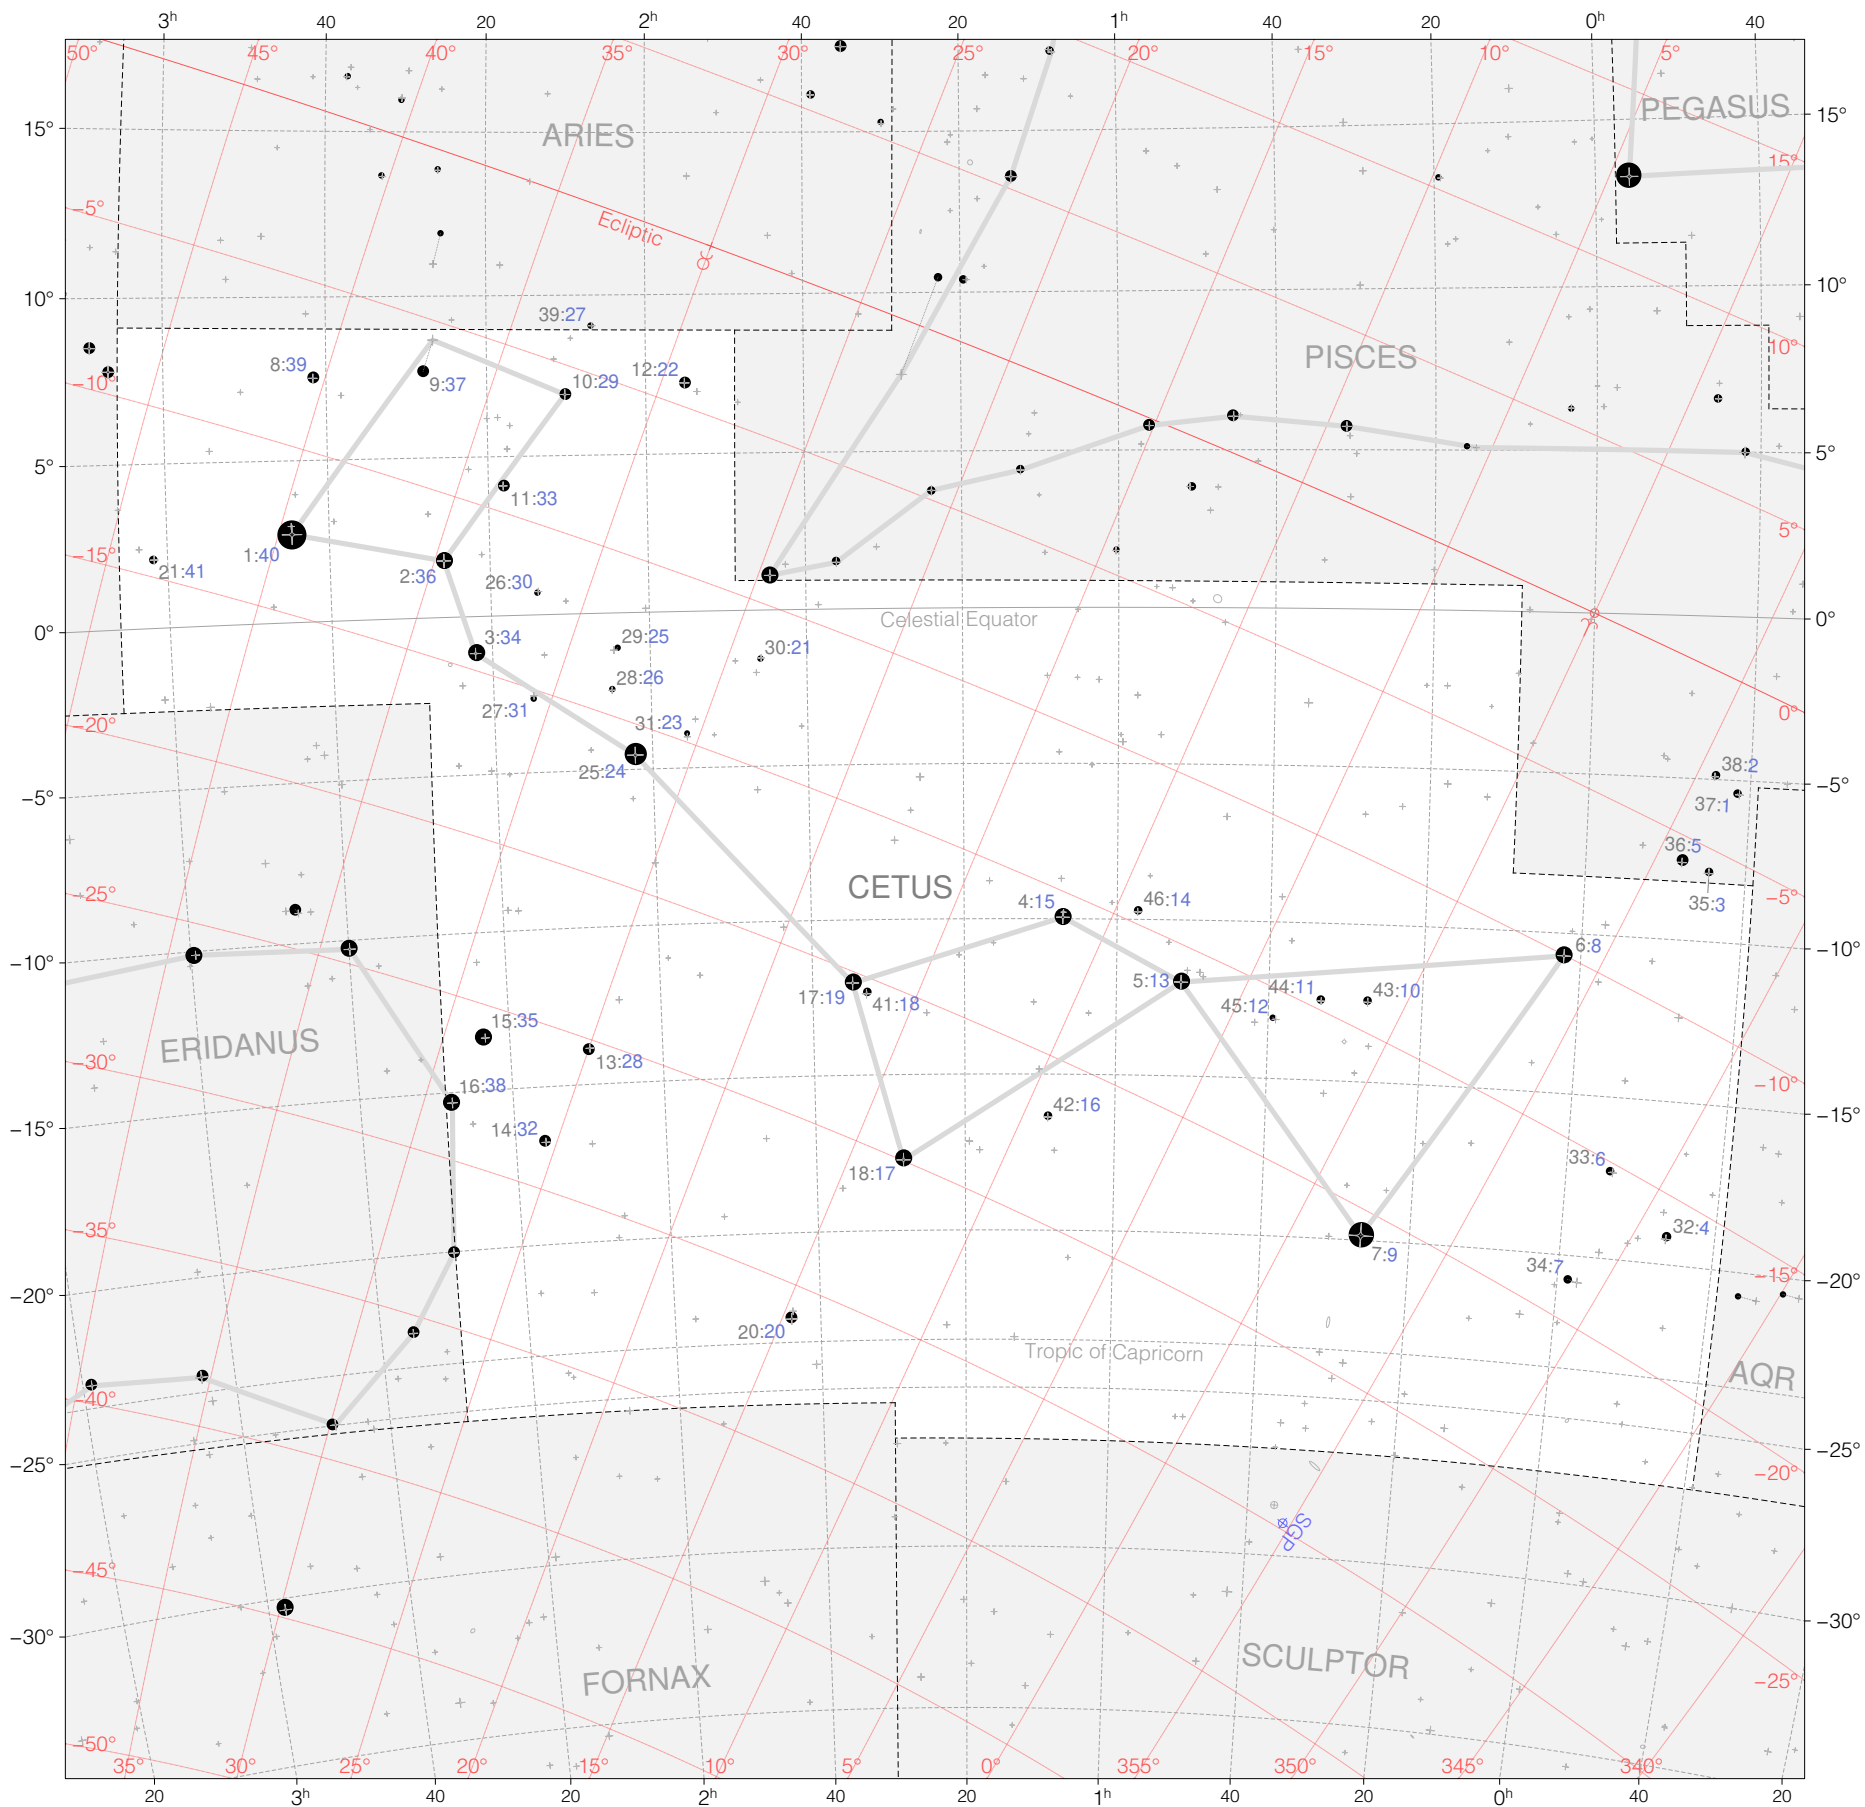 3h 40 20 2h 40 20 1h 40 20 0h 40
50° 45° 40° 35° 30° 25° 20° 15° 10° 5°
PEGASUS
15° ARIES 15°
15°
−5°
Ecliptic
♉
10° 10°
39:27
10°
PISCES
8:39 12:22
−10° 9:37 10:29
5° 5°
11:33
5°
−15° 1:40
21:41 2:36 26:30
Celestial Equator
0° 3:34 29:25 30:21 0°
♈
28:26
−20° 27:31 31:23 0°
25:24 38:2
−5° −5°
37:1
36:5
CETUS
−25° 4:15 46:14 −5°
35:3
−10° 6:8 −10°
17:19 41:18 5:13 44:11 43:10
45:12
15:35
ERIDANUS
−30° 13:28
16:38 −10°
42:16
−15° 14:32 −15°
33:6
18:17
−35° 32:4
7:9
34:7 −15°
−20° −20°
20:20
Tropic of Capricorn
AQR
−40°
−25° −25°
−20°
SGP
−45°
−30° −30°
SCULPTOR
FORNAX −25°
−50°
35° 30° 25° 20° 15° 10° 5° 0° 355° 350° 345° 340°
20 3h 40 20 2h 40 20 1h 40 20 0h 40 20